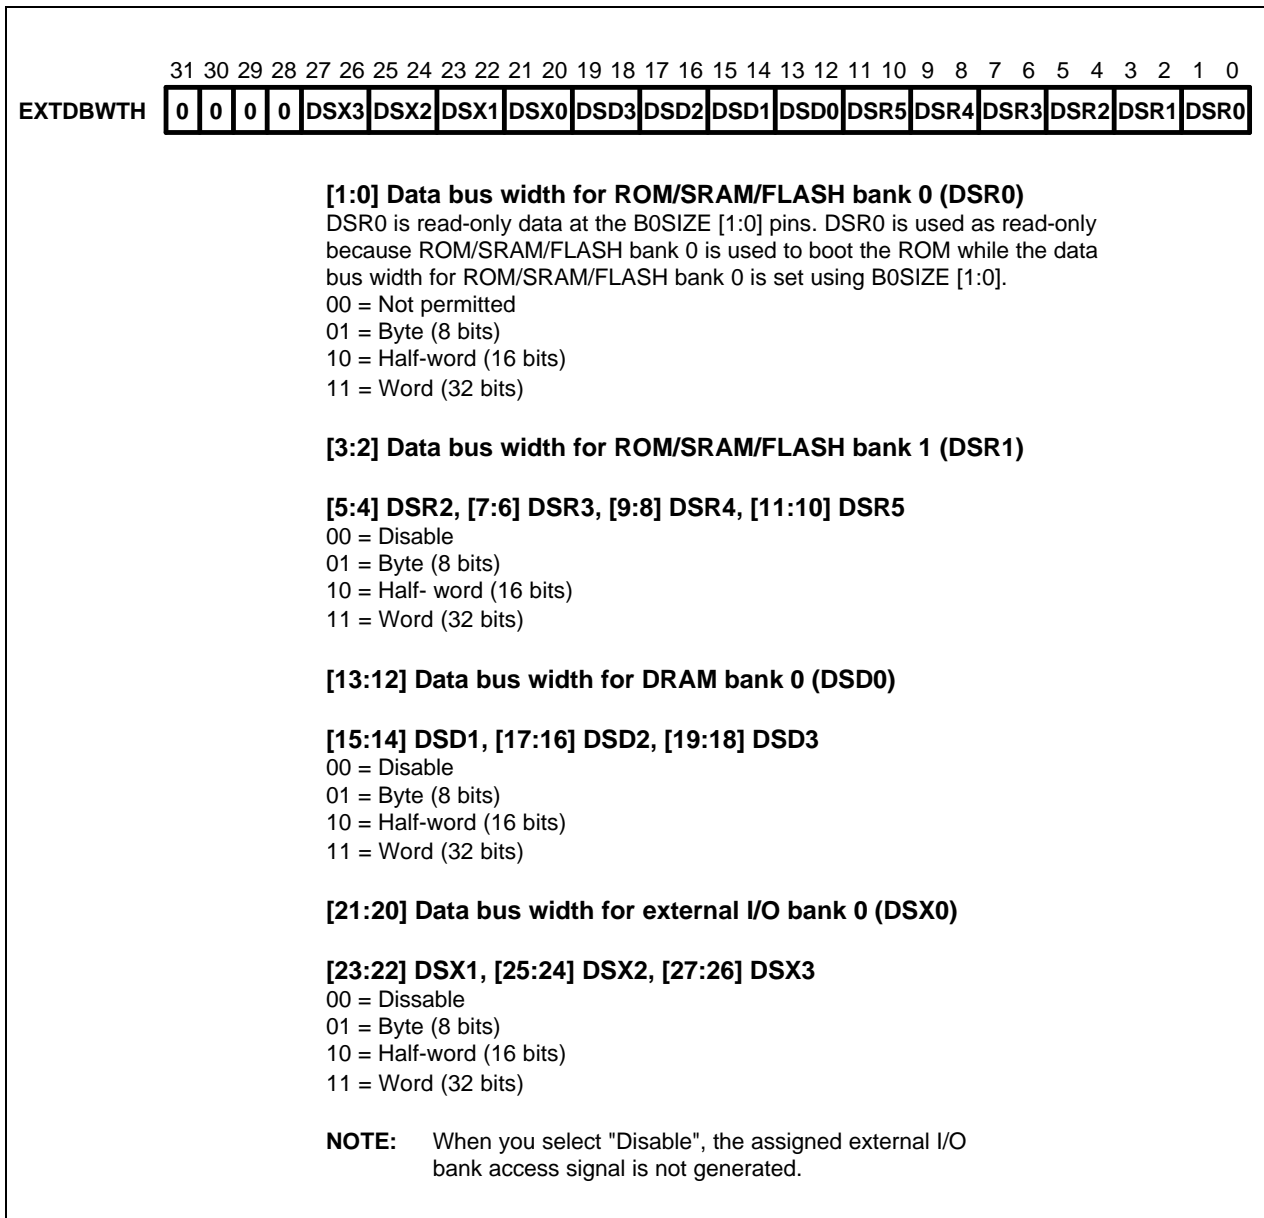 31 30 29 28 27 26 25 24 23 22 21 20 19 18 17 16 15 14 13 12 11 10 9 8 7 6 5 4 3 2 1 0
EXTDBWTH 0 0 0 0 DSX3 DSX2 DSX1 DSX0 DSD3 DSD2 DSD1 DSD0 DSR5 DSR4 DSR3 DSR2 DSR1 DSR0
[1:0] Data bus width for ROM/SRAM/FLASH bank 0 (DSR0)
DSR0 is read-only data at the B0SIZE [1:0] pins. DSR0 is used as read-only
because ROM/SRAM/FLASH bank 0 is used to boot the ROM while the data
bus width for ROM/SRAM/FLASH bank 0 is set using B0SIZE [1:0].
00 = Not permitted
01 = Byte (8 bits)
10 = Half-word (16 bits)
11 = Word (32 bits)
[3:2] Data bus width for ROM/SRAM/FLASH bank 1 (DSR1)
[5:4] DSR2, [7:6] DSR3, [9:8] DSR4, [11:10] DSR5
00 = Disable
01 = Byte (8 bits)
10 = Half- word (16 bits)
11 = Word (32 bits)
[13:12] Data bus width for DRAM bank 0 (DSD0)
[15:14] DSD1, [17:16] DSD2, [19:18] DSD3
00 = Disable
01 = Byte (8 bits)
10 = Half-word (16 bits)
11 = Word (32 bits)
[21:20] Data bus width for external I/O bank 0 (DSX0)
[23:22] DSX1, [25:24] DSX2, [27:26] DSX3
00 = Dissable
01 = Byte (8 bits)
10 = Half-word (16 bits)
11 = Word (32 bits)
NOTE: When you select "Disable", the assigned external I/O
bank access signal is not generated.